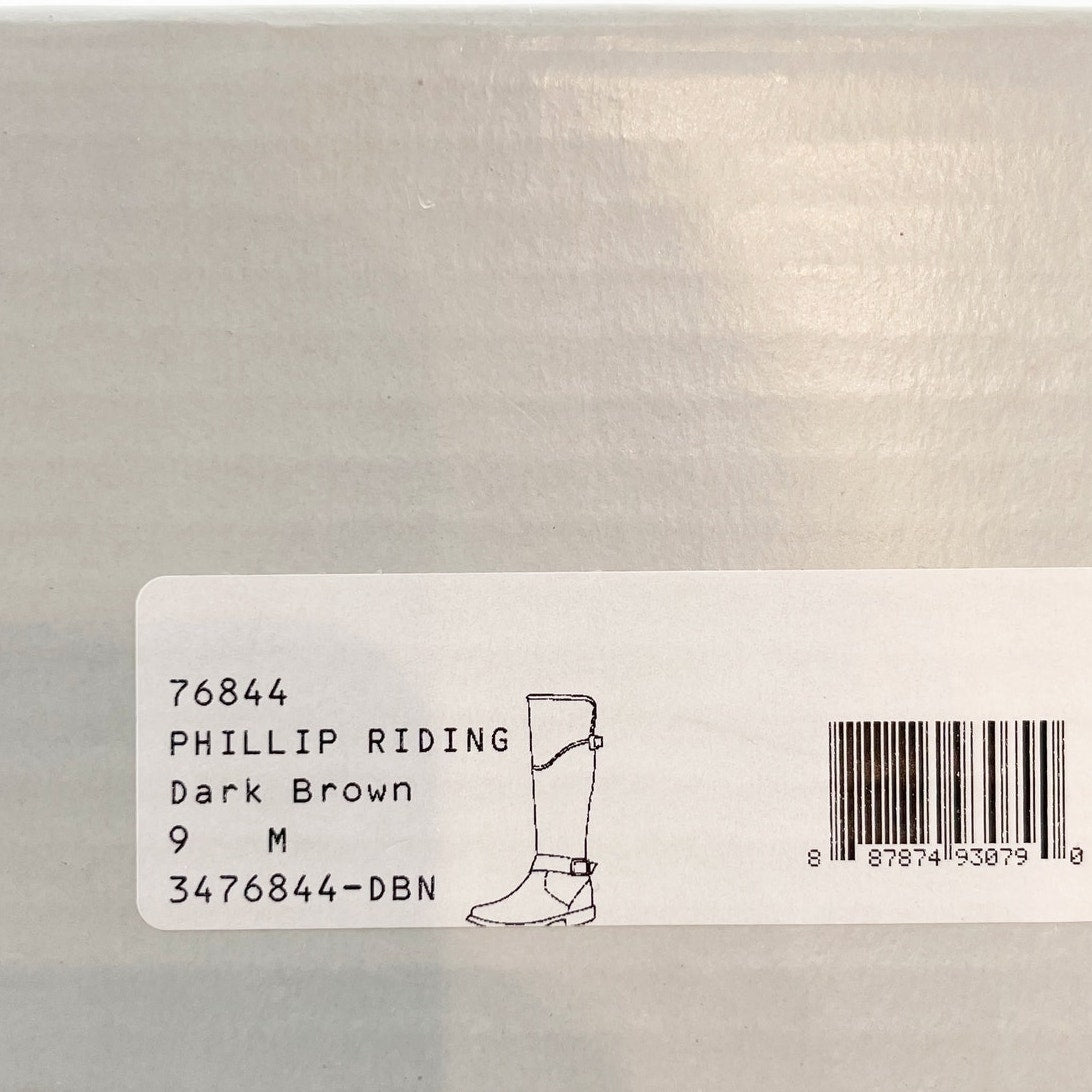 76844
PHILLIP RIDING
Dark Brown
9 M
3476844-DBN
8 87874 93079 0